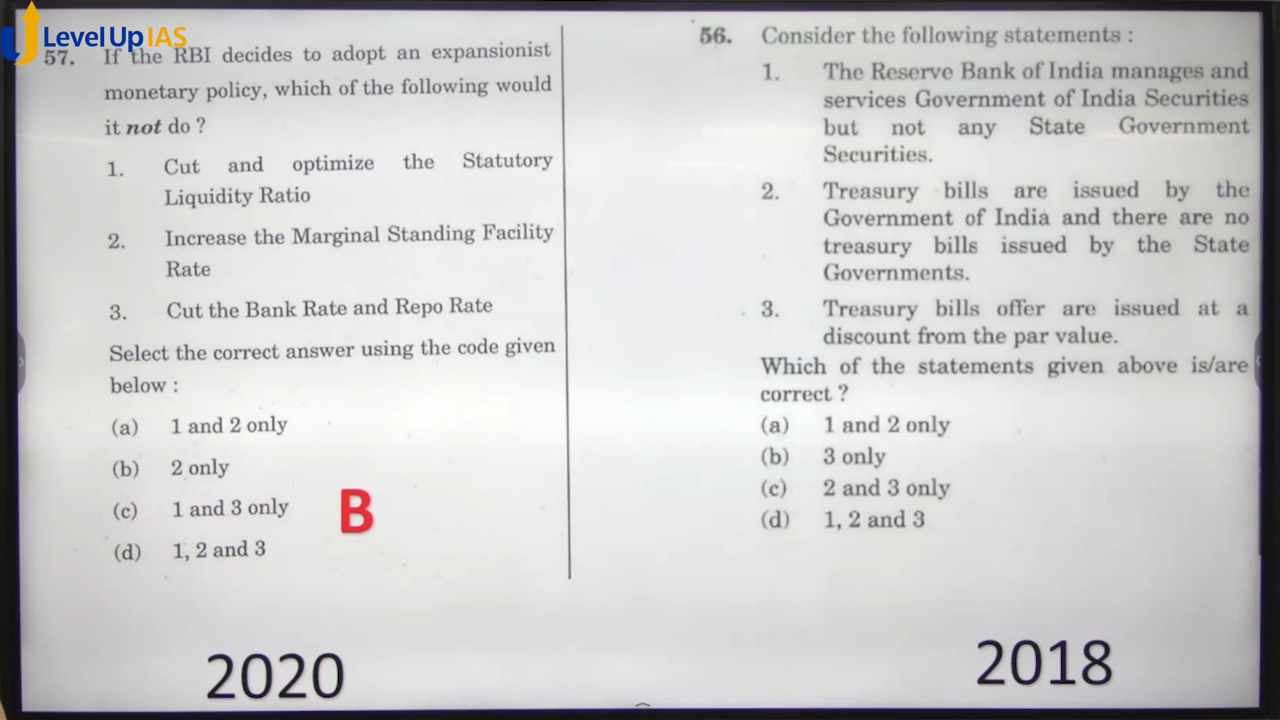 LevelUp IAS
57. If the RBI decides to adopt an expansionist
monetary policy, which of the following would
it not do ?
1. Cut and optimize the Statutory
Liquidity Ratio
2. Increase the Marginal Standing Facility
Rate
3. Cut the Bank Rate and Repo Rate
Select the correct answer using the code given
below :
(a) 1 and 2 only
(b) 2 only
(c) 1 and 3 only
(d) 1, 2 and 3
B
2020
56. Consider the following statements :
1. The Reserve Bank of India manages and
services Government of India Securities
but not any State Government
Securities.
2. Treasury bills are issued by the
Government of India and there are no
treasury bills issued by the State
Governments.
3. Treasury bills offer are issued at a
discount from the par value.
Which of the statements given above is/are
correct ?
(a) 1 and 2 only
(b) 3 only
(c) 2 and 3 only
(d) 1, 2 and 3
2018